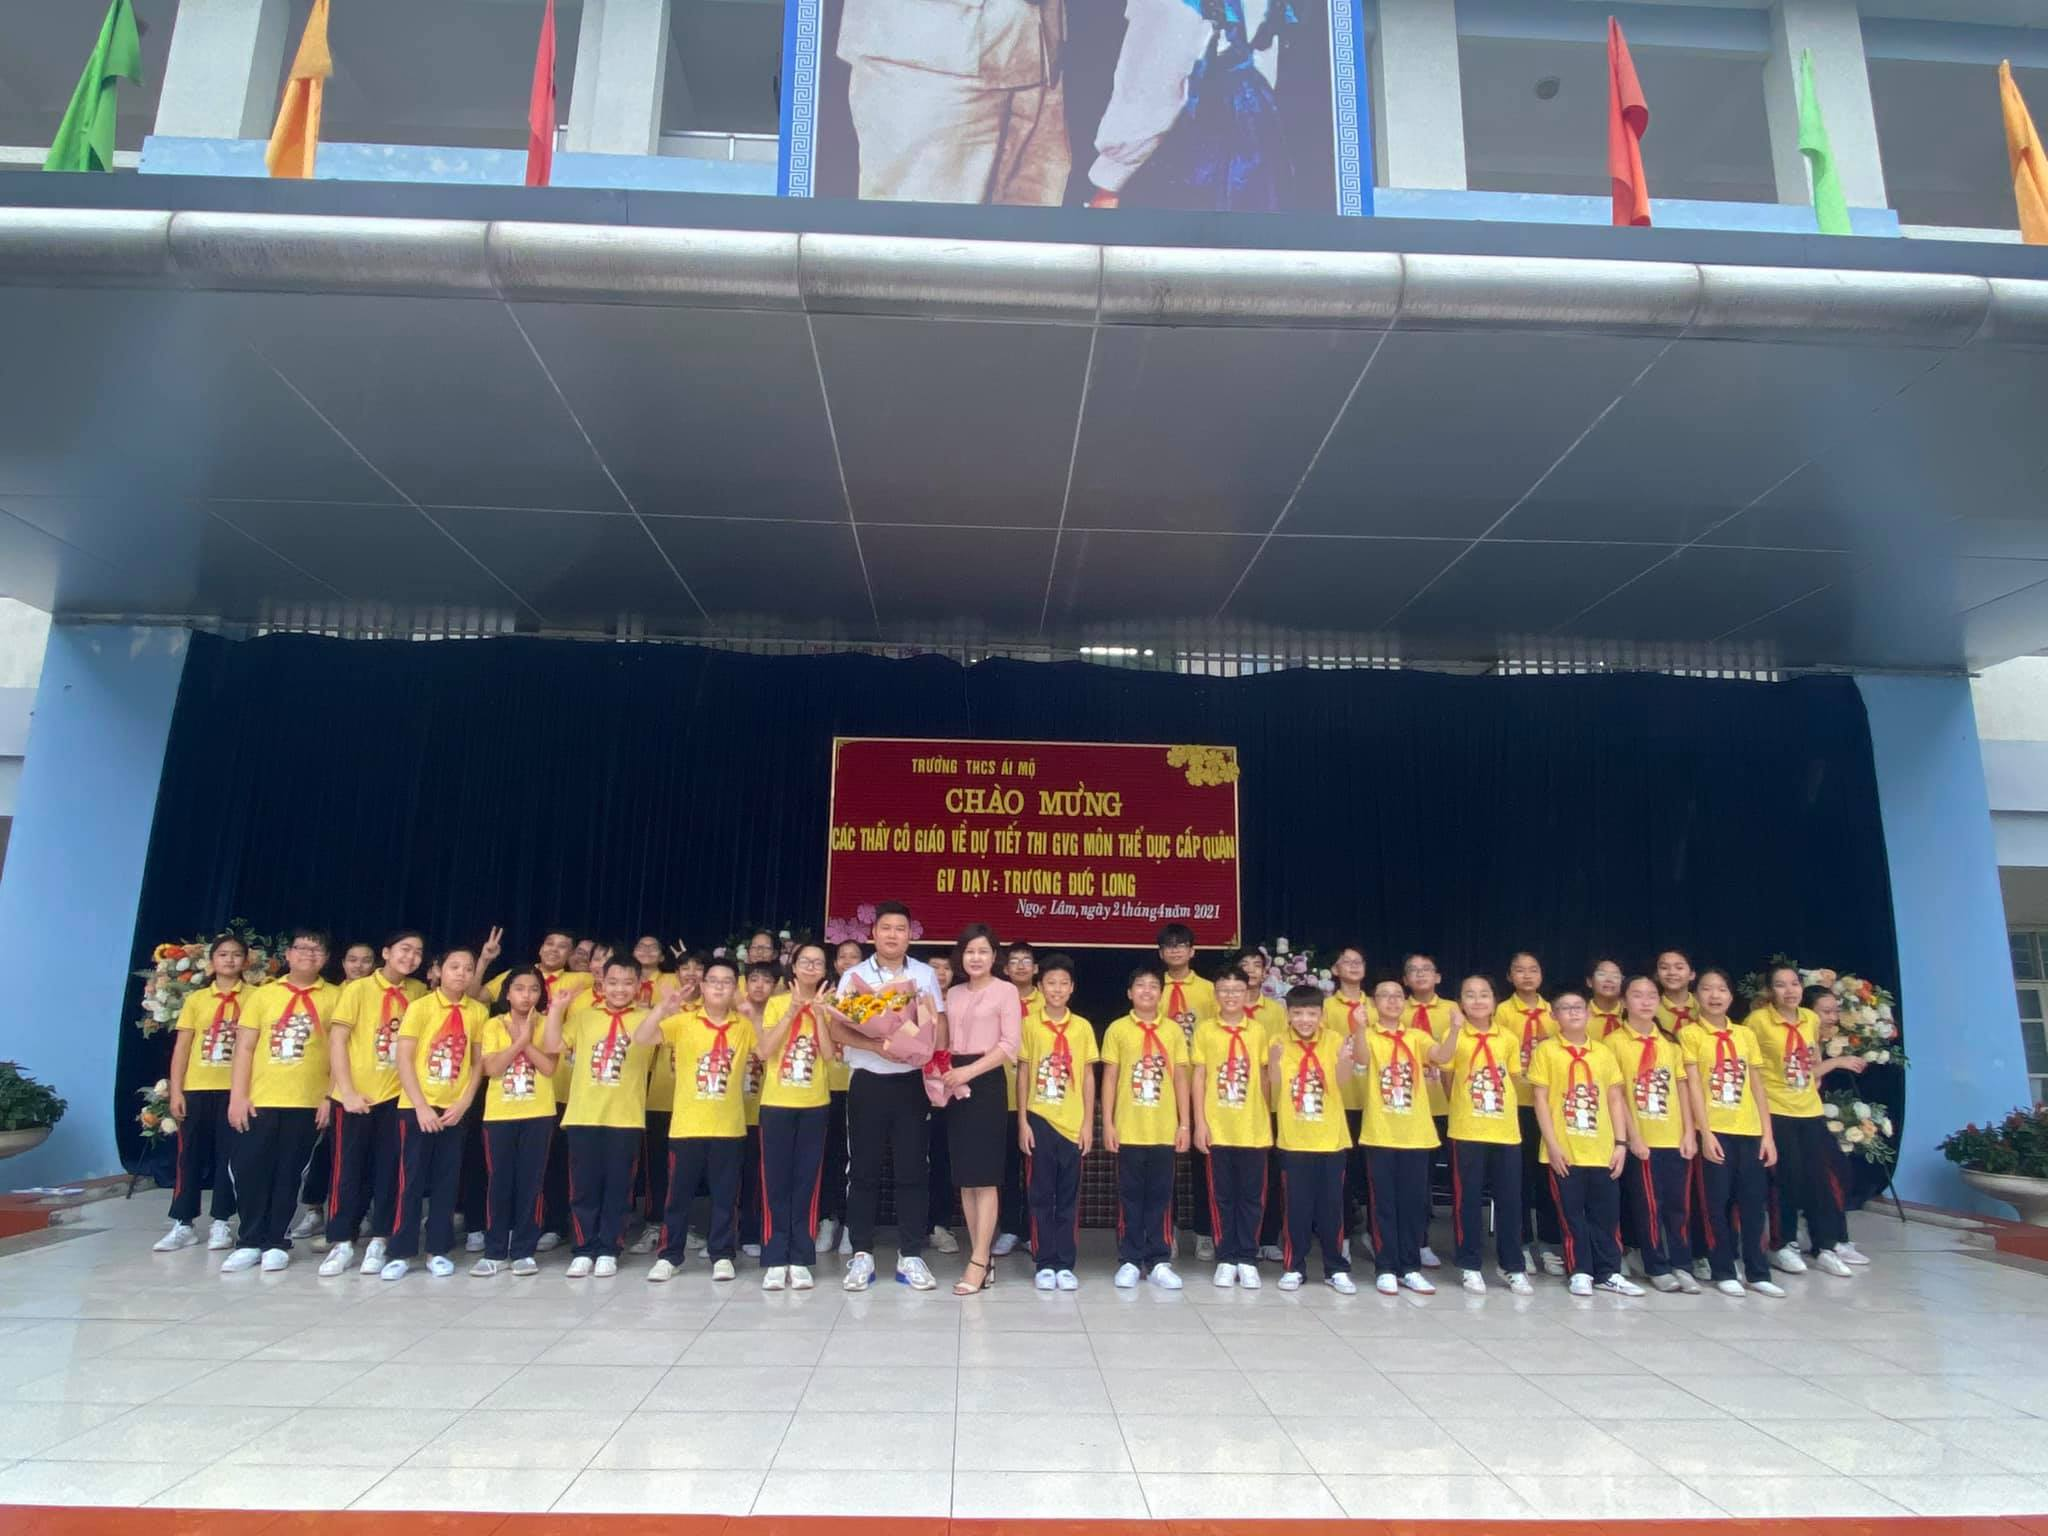 TRƯỜNG THCS ÁI MỘ
CHÀO MỪNG
CÁC THẦY CÔ GIÁO VỀ DỰ TIẾT THI GVG MÔN THỂ DỤC CẤP QUẬN
GV DẠY: TRƯƠNG ĐỨC LONG
Ngọc Lâm, ngày 2 tháng 4 năm 2021